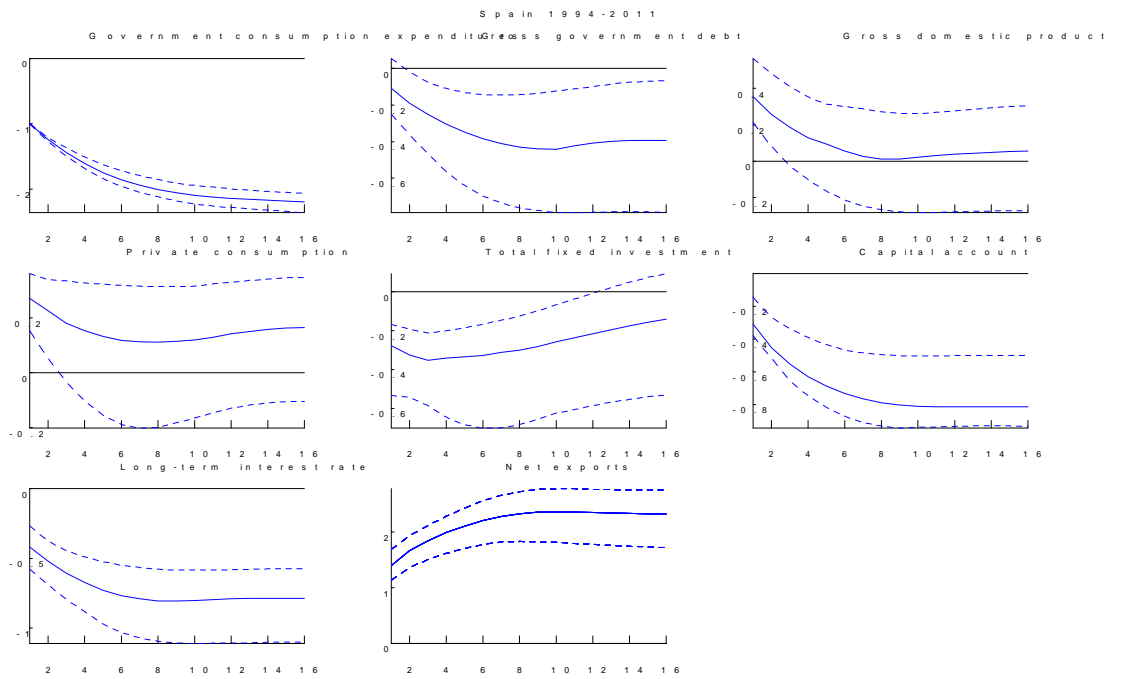 Spain 1994-2011
Government consumption expenditures Gross government debt Gross domestic product
0
-1
-2
2 4 6 8 10 12 14 16
0
-0.2
-0.4
-0.6
2 4 6 8 10 12 14 16
0.4
0.2
0
-0.2
2 4 6 8 10 12 14 16
Private consumption Total fixed investment Capital account
0.2
0
-0.2
2 4 6 8 10 12 14 16
0
-0.2
-0.4
-0.6
2 4 6 8 10 12 14 16
-0.2
-0.4
-0.6
-0.8
2 4 6 8 10 12 14 16
Long-term interest rate Net exports
0
-0.5
-1
2 4 6 8 10 12 14 16
2
1
0
2 4 6 8 10 12 14 16